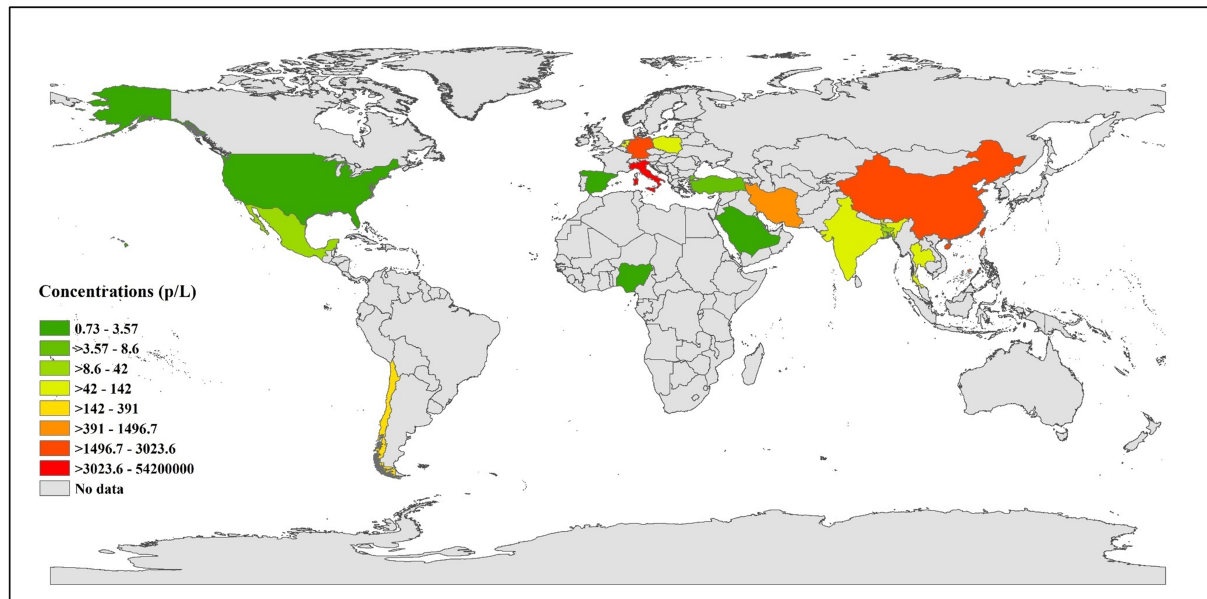 Concentrations (p/L)
0.73 - 3.57
>3.57 - 8.6
>8.6 - 42
>42 - 142
>142 - 391
>391 - 1496.7
>1496.7 - 3023.6
>3023.6 - 54200000
No data